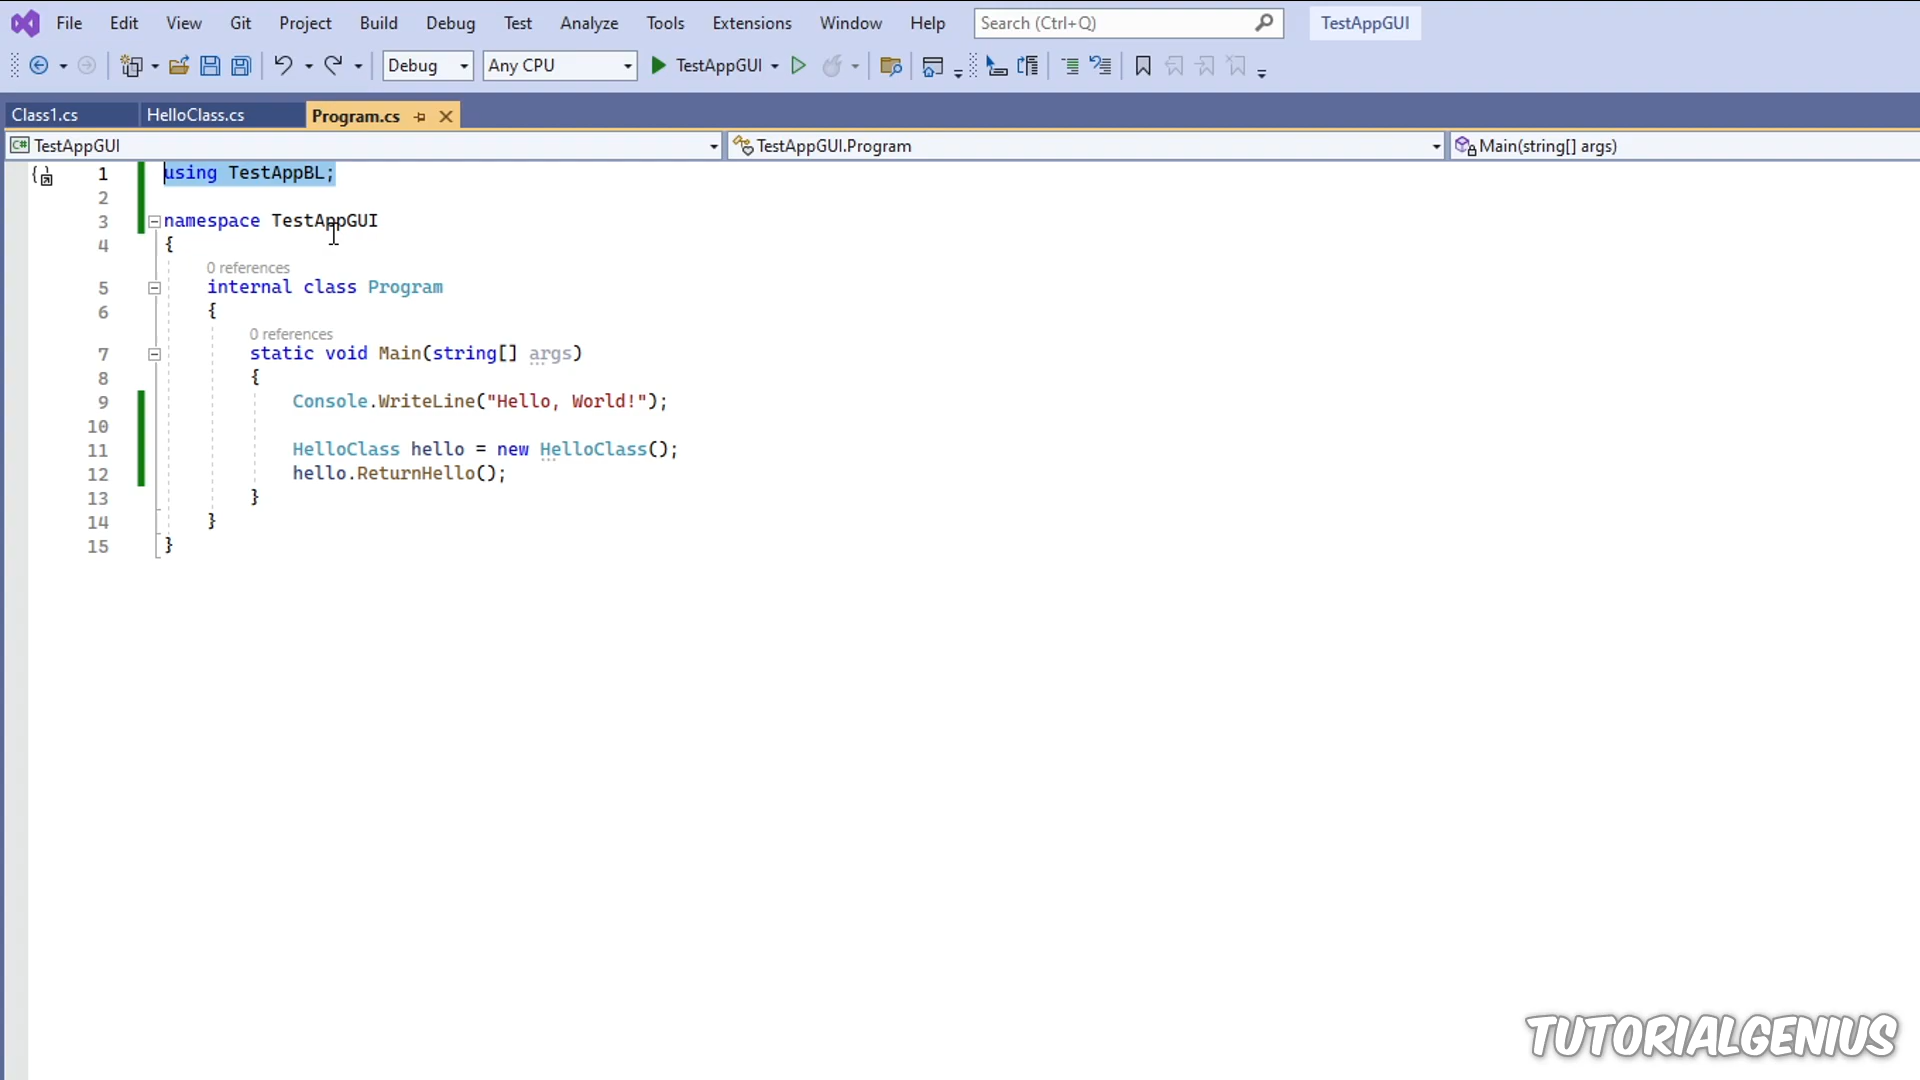 File Edit View Git Project Build Debug Test Analyze Tools Extensions Window Help Search (Ctrl+Q) TestAppGUI
Debug Any CPU TestAppGUI
Class1.cs HelloClass.cs Program.cs
C# TestAppGUI TestAppGUI.Program Main(string[] args)
1 using TestAppBL;
2
3 namespace TestAppGUI
4 {
0 references
5 internal class Program
6 {
0 references
7 static void Main(string[] args)
8 {
9 Console.WriteLine("Hello, World!");
10
11 HelloClass hello = new HelloClass();
12 hello.ReturnHello();
13 }
14 }
15 }
TUTORIALGENIUS